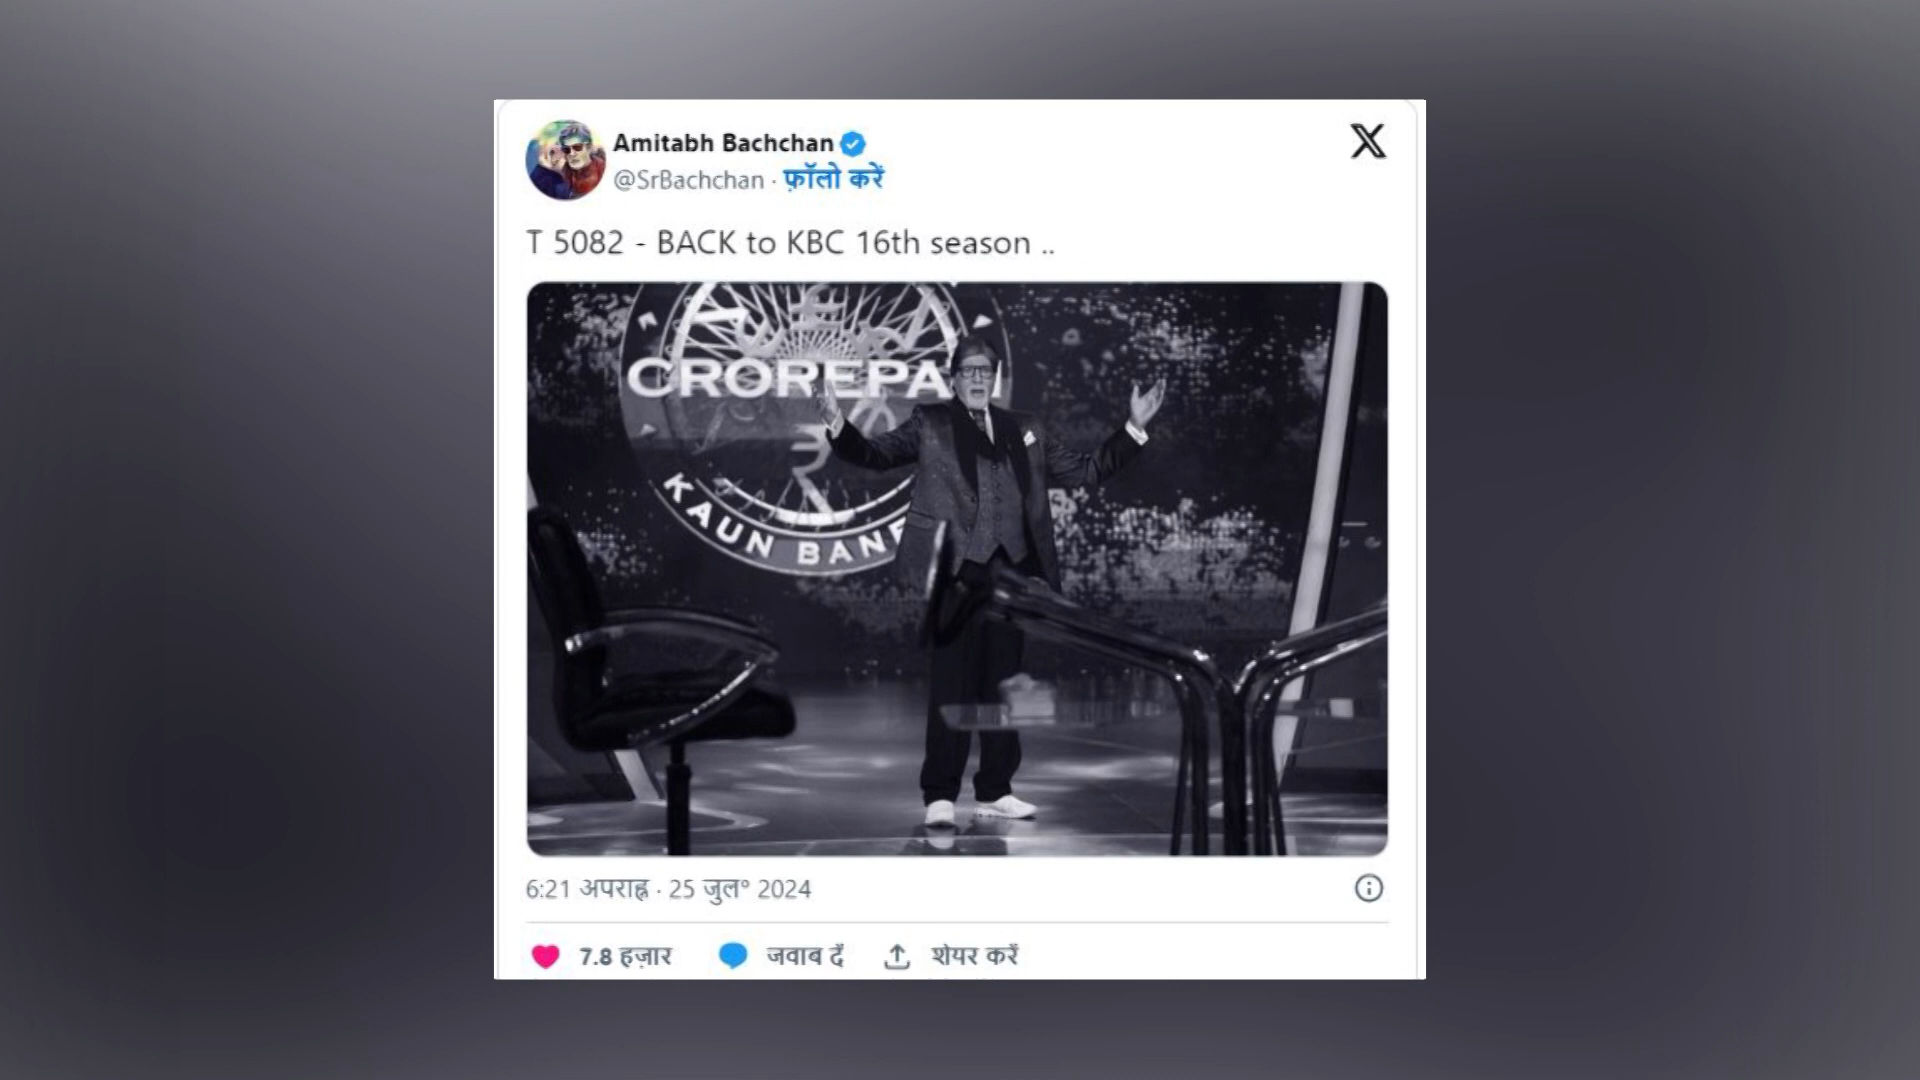 Amitabh Bachchan
@SrBachchan · फ़ॉलो करें
T 5082 - BACK to KBC 16th season ..
CROREPA I
KAUN BANE
6:21 अपराह्न · 25 जुल॰ 2024
7.8 हज़ार जवाब दें शेयर करें